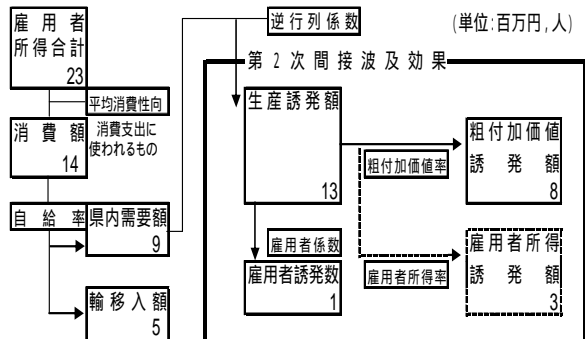 雇用者
所得合計
23
平均消費性向
消費額
14
消費支出に
使われるもの
自給率
県内需要額
9
輸移入額
5
逆行列係数
(単位:百万円,人)
第2次間接波及効果
生産誘発額
13
粗付加価値率
粗付加価値
誘発額
8
雇用者係数
雇用者誘発数
1
雇用者所得率
雇用者所得
誘発額
3